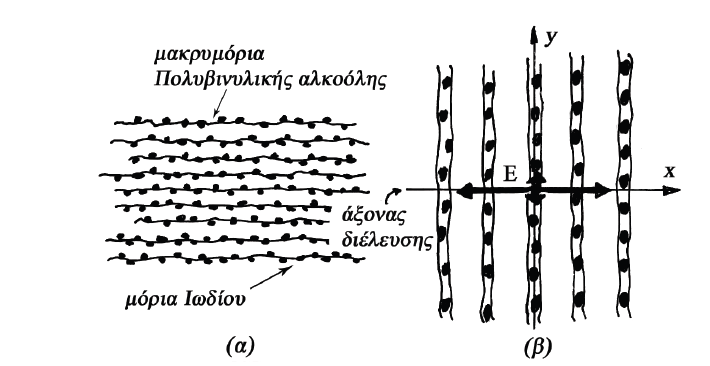 μακρυμόρια
Πολυβινυλικής αλκοόλης
μόρια Ιωδίου
(α)
y
E
x
άξονας
διέλευσης
(β)